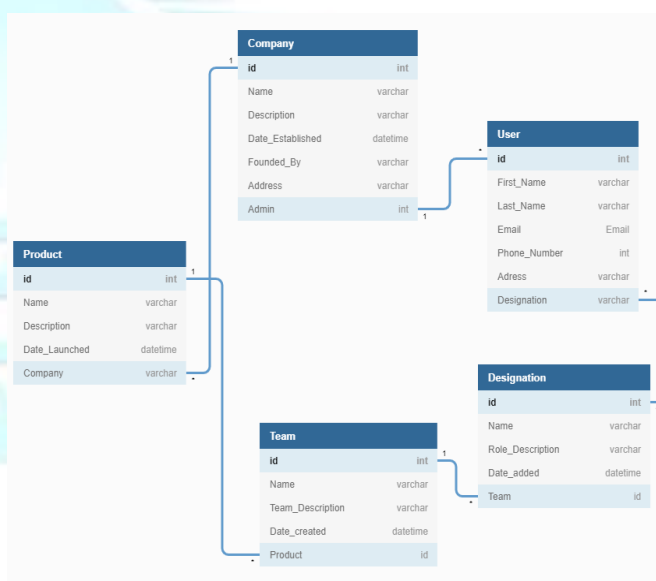 Company
1
id int
Name varchar
Description varchar
Date_Established datetime
Founded_By varchar
Address varchar
Admin int
1
User
*
id int
First_Name varchar
Last_Name varchar
Email Email
Phone_Number int
Adress varchar
Designation varchar
*
Product
id int
1
Name varchar
Description varchar
Date_Launched datetime
Company varchar
*
Designation
id int
Name varchar
Role_Description varchar
Date_added datetime
Team id
*
Team
id int
1
Name varchar
Team_Description varchar
Date_created datetime
Product id
*